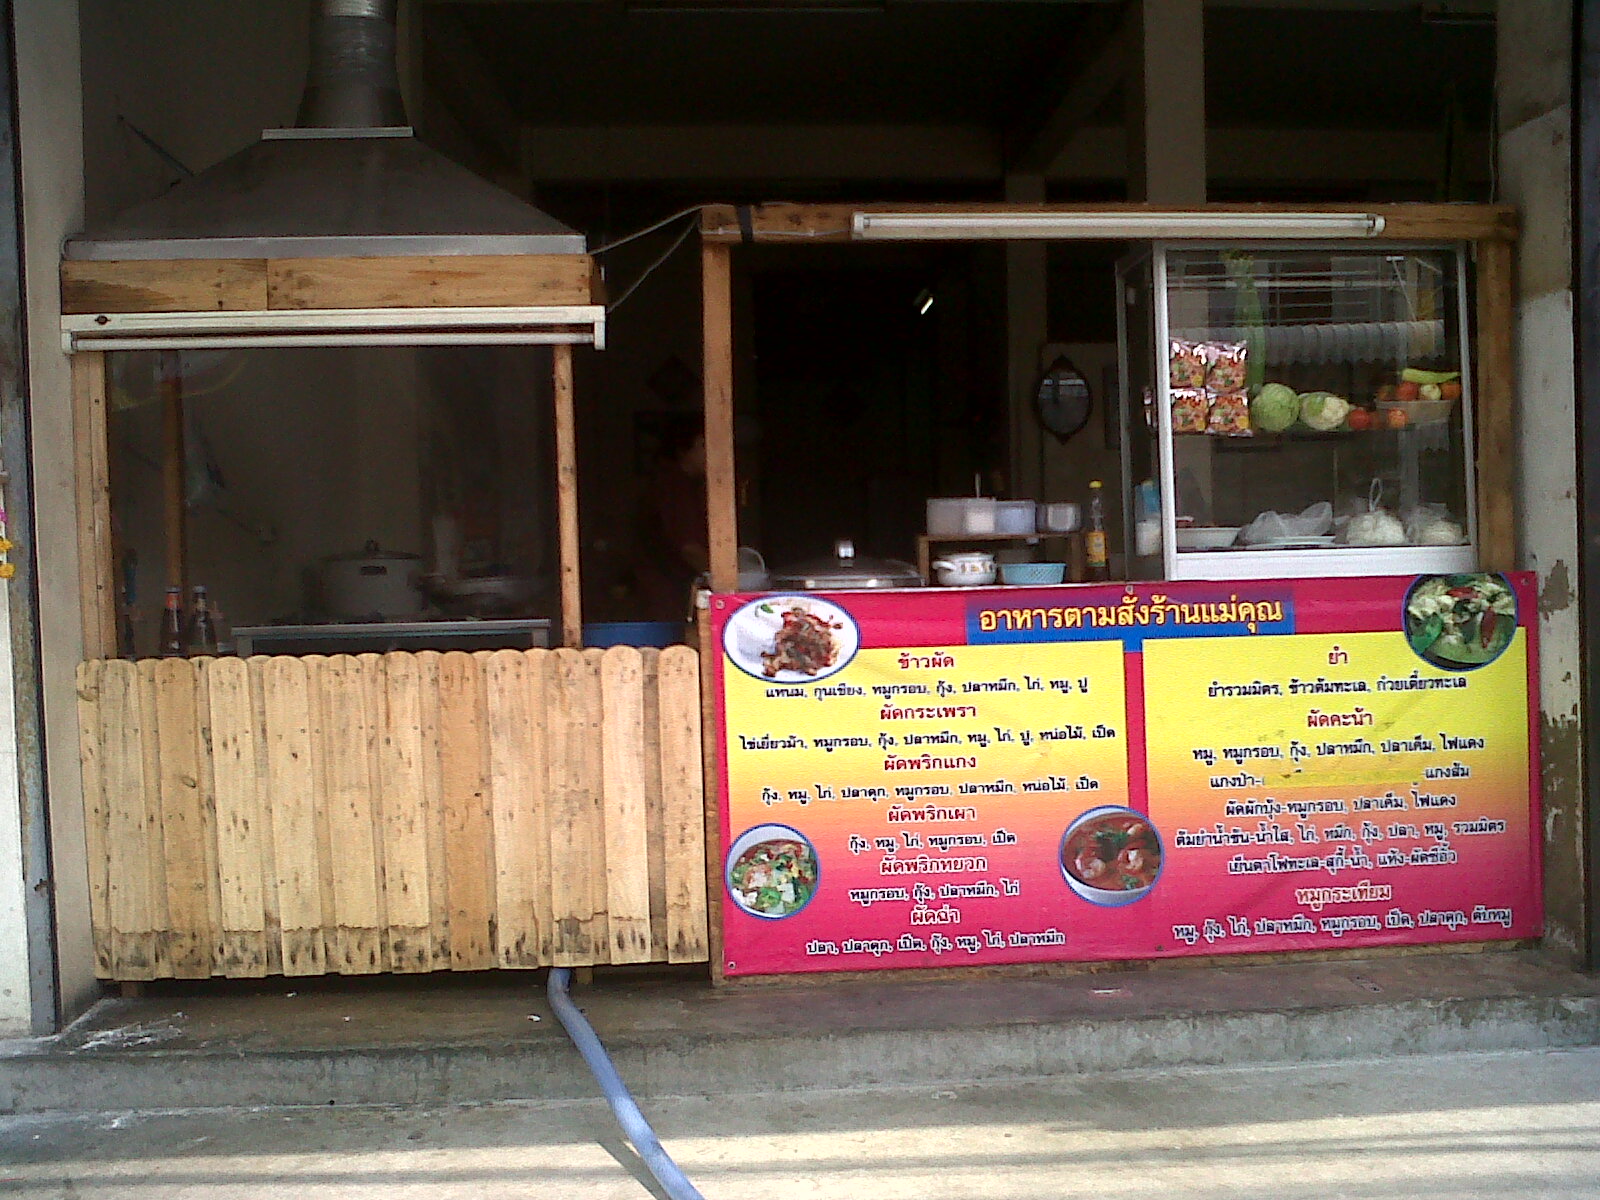 อาหารตามสั่งร้านแม่คุณ
ข้าวผัด
แหนม, กุนเชียง, หมูกรอบ, กุ้ง, ปลาหมึก, ไก่, หมู, ปู
ผัดกระเพรา
ไข่เยี่ยวม้า, หมูกรอบ, กุ้ง, ปลาหมึก, หมู, ไก่, ปู, หน่อไม้, เป็ด
ผัดพริกแกง
กุ้ง, หมู, ไก่, ปลาดุก, หมูกรอบ, ปลาหมึก, หน่อไม้, เป็ด
ผัดพริกเผา
กุ้ง, หมู, ไก่, หมูกรอบ, เป็ด
ผัดพริกหยวก
หมูกรอบ, กุ้ง, ปลาหมึก, ไก่
ผัดฉ่า
ปลา, ปลาดุก, เป็ด, กุ้ง, หมู, ไก่, ปลาหมึก
ยำ
ยำรวมมิตร, ข้าวต้มทะเล, ก๋วยเตี๋ยวทะเล
ผัดคะน้า
หมู, หมูกรอบ, กุ้ง, ปลาหมึก, ปลาเค็ม, ไฟแดง
แกงป่า- -แกงส้ม
ผัดผักบุ้ง-หมูกรอบ, ปลาเค็ม, ไฟแดง
ต้มยำน้ำข้น-น้ำใส, ไก่, หมึก, กุ้ง, ปลา, หมู, รวมมิตร
เย็นตาโฟทะเล-สุกี้-น้ำ, แห้ง-ผัดซีอิ้ว
หมูกระเทียม
หมู, กุ้ง, ไก่, ปลาหมึก, หมูกรอบ, เป็ด, ปลาดุก, ตับหมู